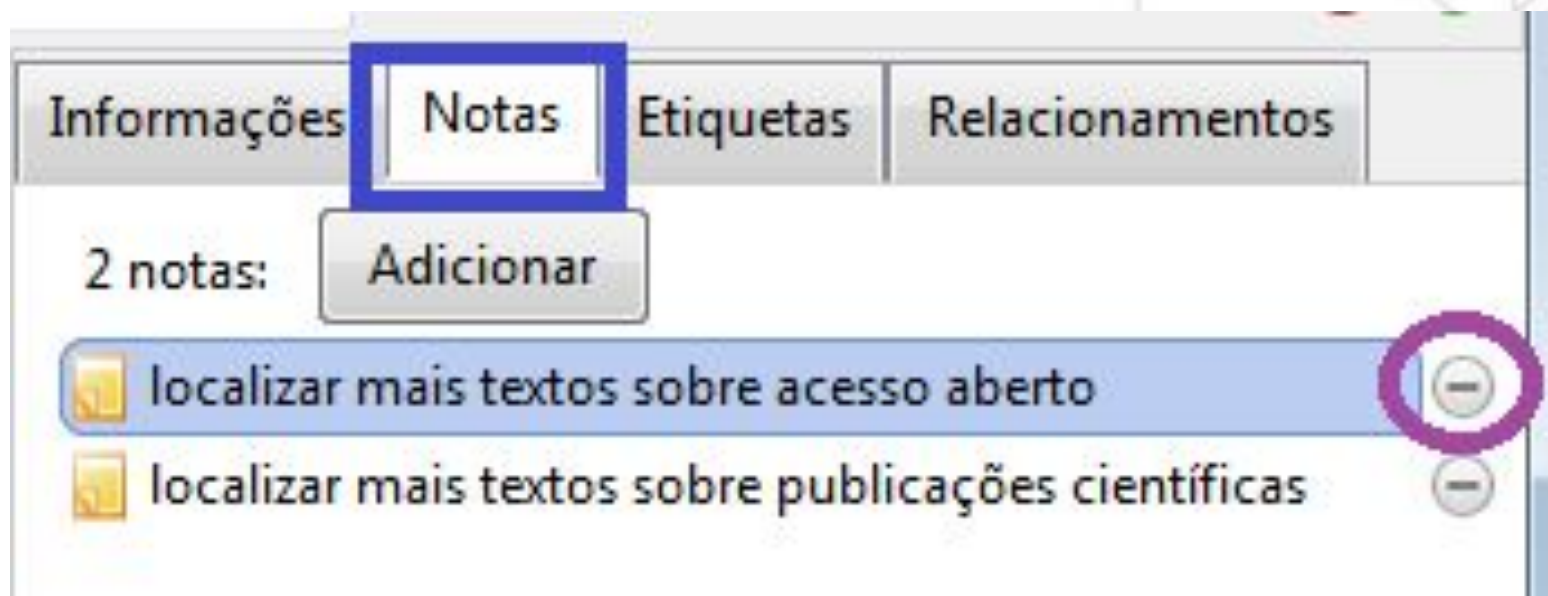 Informações Notas Etiquetas Relacionamentos
2 notas: Adicionar
localizar mais textos sobre acesso aberto
localizar mais textos sobre publicações científicas